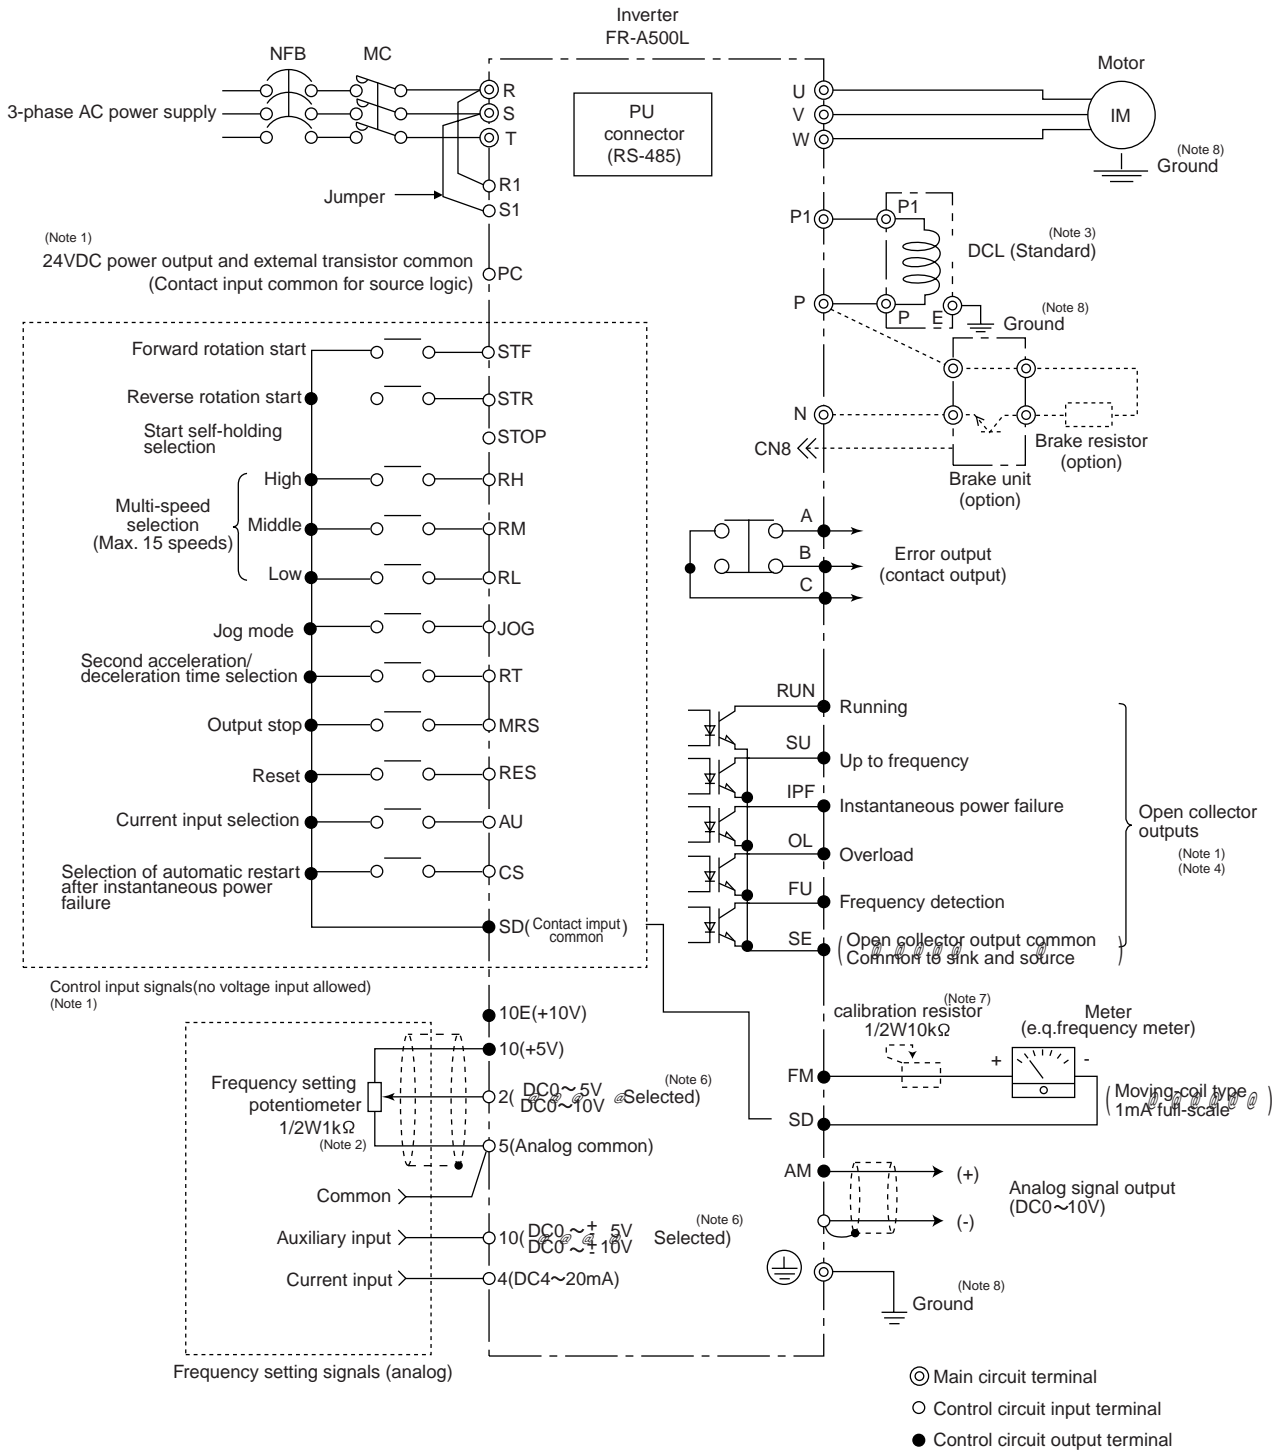 Inverter
FR-A500L
NFB
MC
Motor
3-phase AC power supply
R
S
T
PU
connector
(RS-485)
U
V
W
IM
(Note 8)
Ground
Jumper
R1
S1
P1
P1
(Note 3)
DCL (Standard)
(Note 1)
24VDC power output and external transistor common
(Contact input common for source logic)
PC
P
P
E
(Note 8)
Ground
Forward rotation start
STF
Reverse rotation start
STR
Start self-holding
selection
STOP
N
CN8
Brake resistor
(option)
Brake unit
(option)
High
RH
Multi-speed
selection
(Max. 15 speeds)
Middle
RM
Low
RL
A
B
C
Error output
(contact output)
Jog mode
JOG
Second acceleration/
deceleration time selection
RT
Output stop
MRS
Reset
RES
Current input selection
AU
Selection of automatic restart
after instantaneous power
failure
CS
SD(Contact imput
common)
RUN
Running
SU
Up to frequency
IPF
Instantaneous power failure
OL
Overload
FU
Frequency detection
SE
(Open collector output common
Common to sink and source)
Open collector
outputs
(Note 1)
(Note 4)
Control input signals(no voltage input allowed)
(Note 1)
10E(+10V)
10(+5V)
Frequency setting
potentiometer
1/2W1kΩ
(Note 2)
2(DC0～5V
DC0～10V
Selected)
(Note 6)
5(Analog common)
Common
Auxiliary input
10(DC0～± 5V
DC0～±10V
Selected)
(Note 6)
Current input
4(DC4～20mA)
Frequency setting signals (analog)
(Note 7)
calibration resistor
1/2W10kΩ
Meter
(e.q.frequency meter)
+
-
FM
(Moving-coil type
1mA full-scale)
SD
AM
(+)
(-)
Analog signal output
(DC0～10V)
(Note 8)
Ground
Main circuit terminal
Control circuit input terminal
Control circuit output terminal